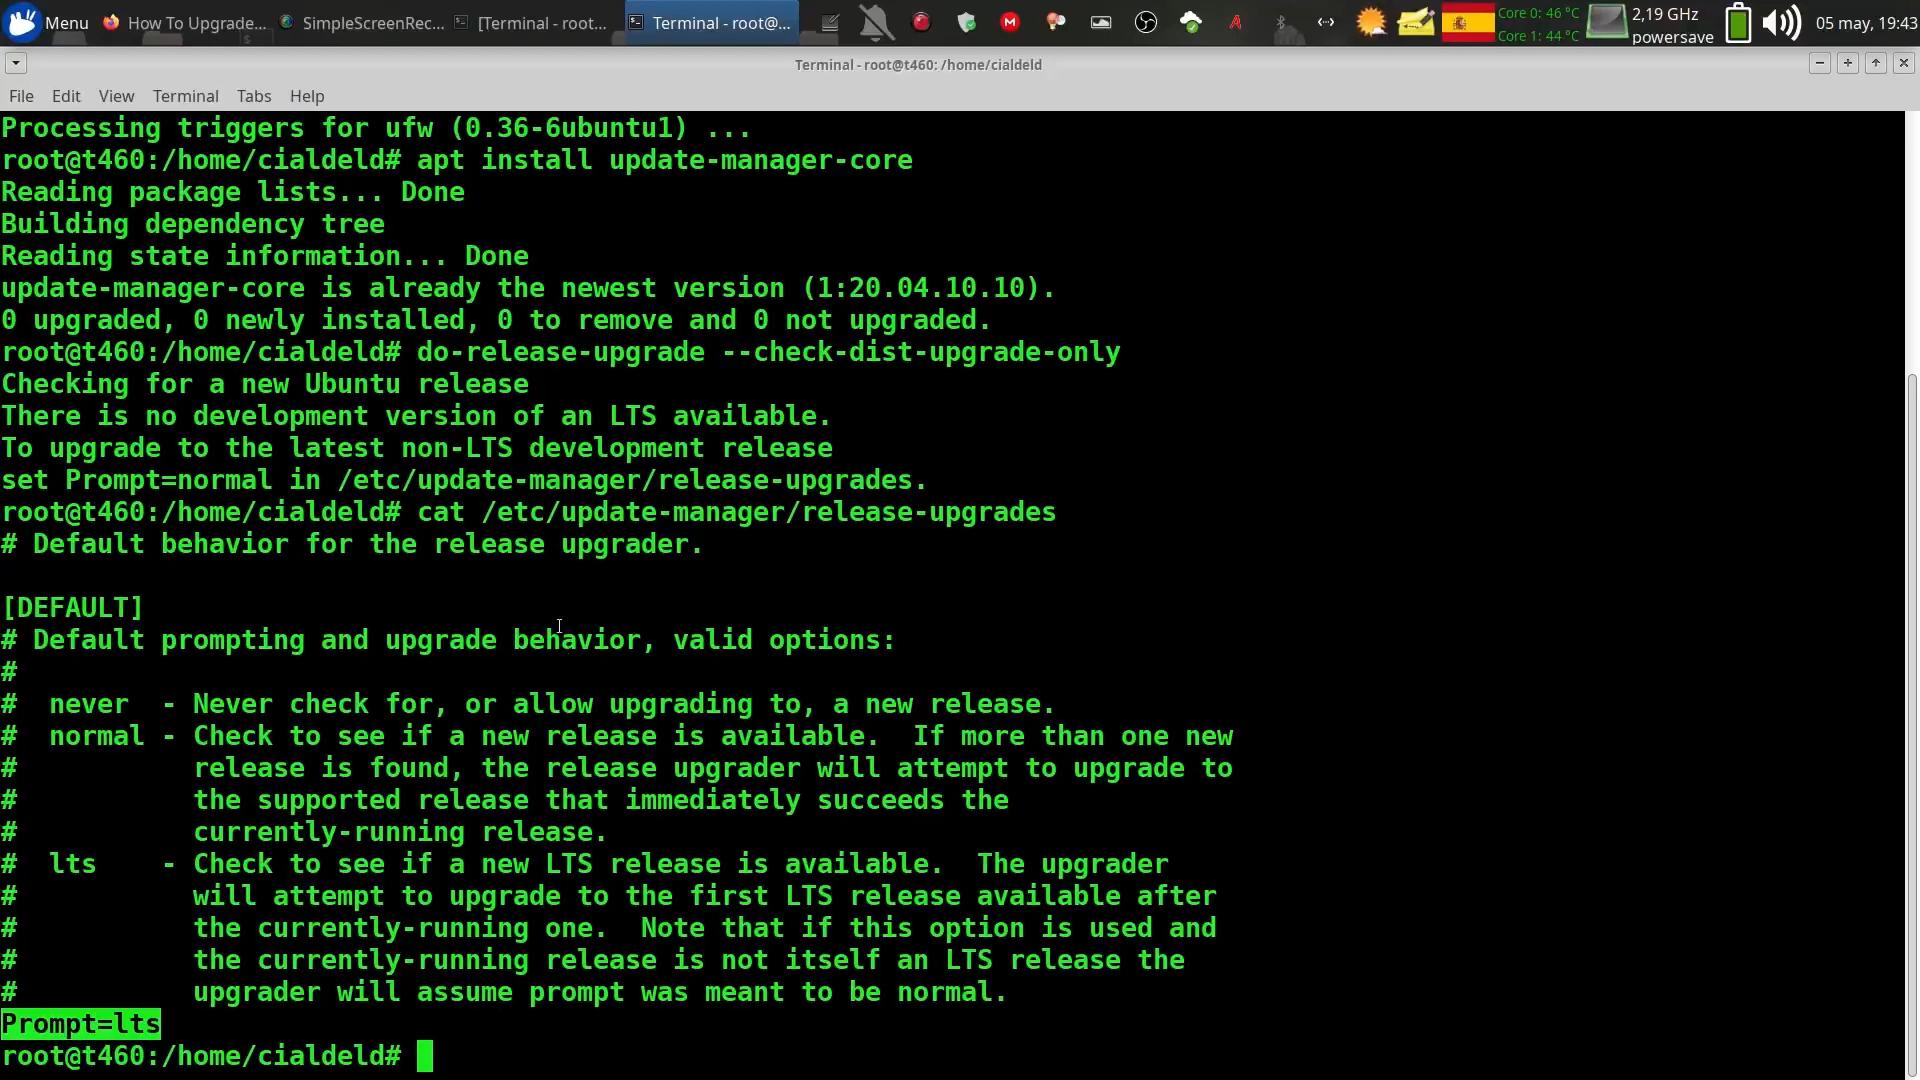 Menu
How To Upgrade...
SimpleScreenRec...
[Terminal - root...
Terminal - root@...
Core 0: 46 °C
Core 1: 44 °C
2,19 GHz
powersave
05 may, 19:43
Terminal - root@t460: /home/cialdeld
File Edit View Terminal Tabs Help
Processing triggers for ufw (0.36-6ubuntu1) ...
root@t460:/home/cialdeld# apt install update-manager-core
Reading package lists... Done
Building dependency tree
Reading state information... Done
update-manager-core is already the newest version (1:20.04.10.10).
0 upgraded, 0 newly installed, 0 to remove and 0 not upgraded.
root@t460:/home/cialdeld# do-release-upgrade --check-dist-upgrade-only
Checking for a new Ubuntu release
There is no development version of an LTS available.
To upgrade to the latest non-LTS development release
set Prompt=normal in /etc/update-manager/release-upgrades.
root@t460:/home/cialdeld# cat /etc/update-manager/release-upgrades
# Default behavior for the release upgrader.

[DEFAULT]
# Default prompting and upgrade behavior, valid options:
#
#  never  - Never check for, or allow upgrading to, a new release.
#  normal - Check to see if a new release is available.  If more than one new
#           release is found, the release upgrader will attempt to upgrade to
#           the supported release that immediately succeeds the
#           currently-running release.
#  lts    - Check to see if a new LTS release is available.  The upgrader
#           will attempt to upgrade to the first LTS release available after
#           the currently-running one.  Note that if this option is used and
#           the currently-running release is not itself an LTS release the
#           upgrader will assume prompt was meant to be normal.
Prompt=lts
root@t460:/home/cialdeld#